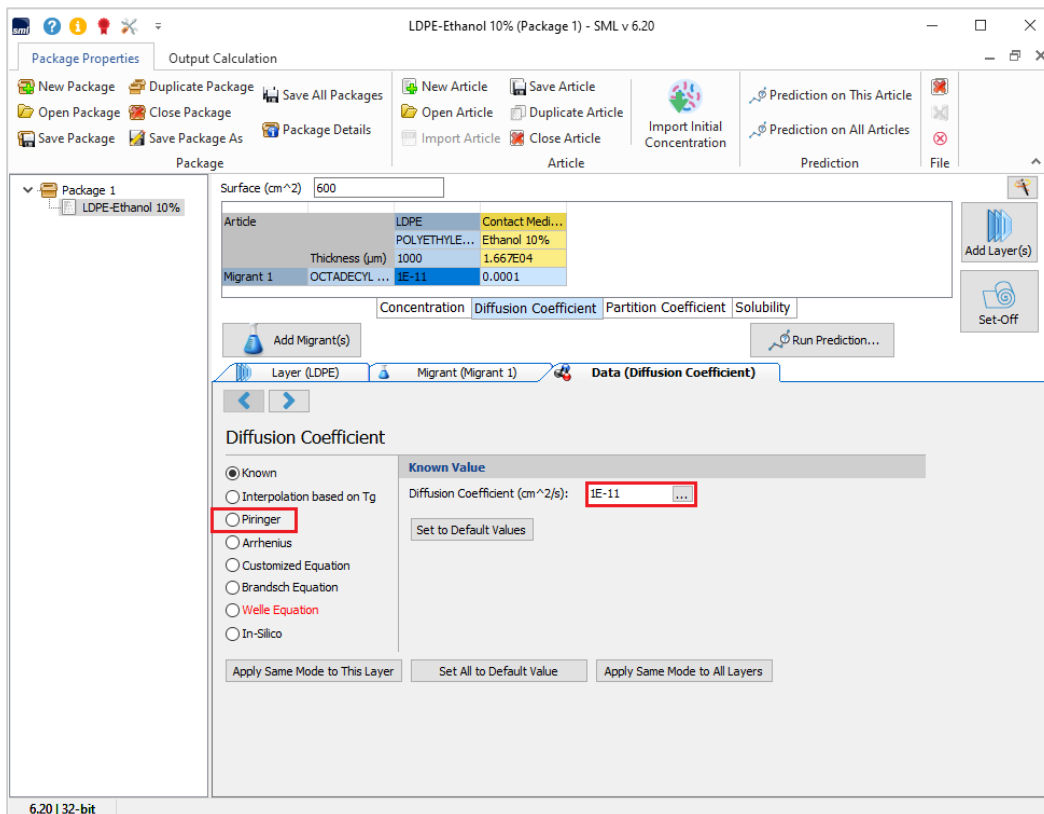 sml LDPE-Ethanol 10% (Package 1) - SML v 6.20
Package Properties Output Calculation
New Package Duplicate Package Save All Packages New Article Save Article Import Initial Concentration Prediction on This Article
Open Package Close Package Package Details Open Article Duplicate Article Prediction on All Articles
Save Package Save Package As Import Article Close Article
Package Article Prediction File
Package 1
LDPE-Ethanol 10%
Surface (cm^2) 600
Article LDPE Contact Medi...
POLYETHYLE... Ethanol 10%
Thickness (µm) 1000 1.667E04
Migrant 1 OCTADECYL ... 1E-11 0.0001
Add Layer(s)
Set-Off
Concentration Diffusion Coefficient Partition Coefficient Solubility
Add Migrant(s) Run Prediction...
Layer (LDPE) Migrant (Migrant 1) Data (Diffusion Coefficient)
Diffusion Coefficient
Known
Interpolation based on Tg
Piringer
Arrhenius
Customized Equation
Brandsch Equation
Welle Equation
In-Silico
Known Value
Diffusion Coefficient (cm^2/s): 1E-11 ...
Set to Default Values
Apply Same Mode to This Layer Set All to Default Value Apply Same Mode to All Layers
6.20 | 32-bit